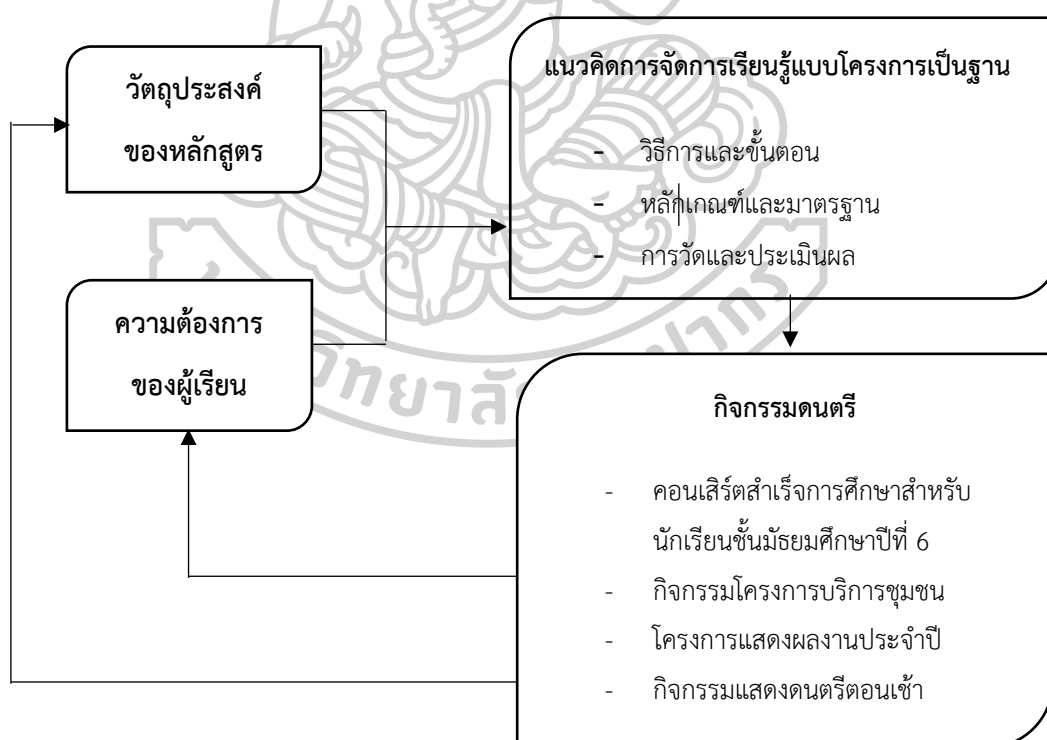 วัตถุประสงค์
ของหลักสูตร
แนวคิดการจัดการเรียนรู้แบบโครงการเป็นฐาน
- วิธีการและขั้นตอน
- หลักเกณฑ์และมาตรฐาน
- การวัดและประเมินผล
ความต้องการ
ของผู้เรียน
กิจกรรมดนตรี
- คอนเสิร์ตสำเร็จการศึกษาสำหรับ
นักเรียนชั้นมัธยมศึกษาปีที่ 6
- กิจกรรมโครงการบริการชุมชน
- โครงการแสดงผลงานประจำปี
- กิจกรรมแสดงดนตรีตอนเช้า